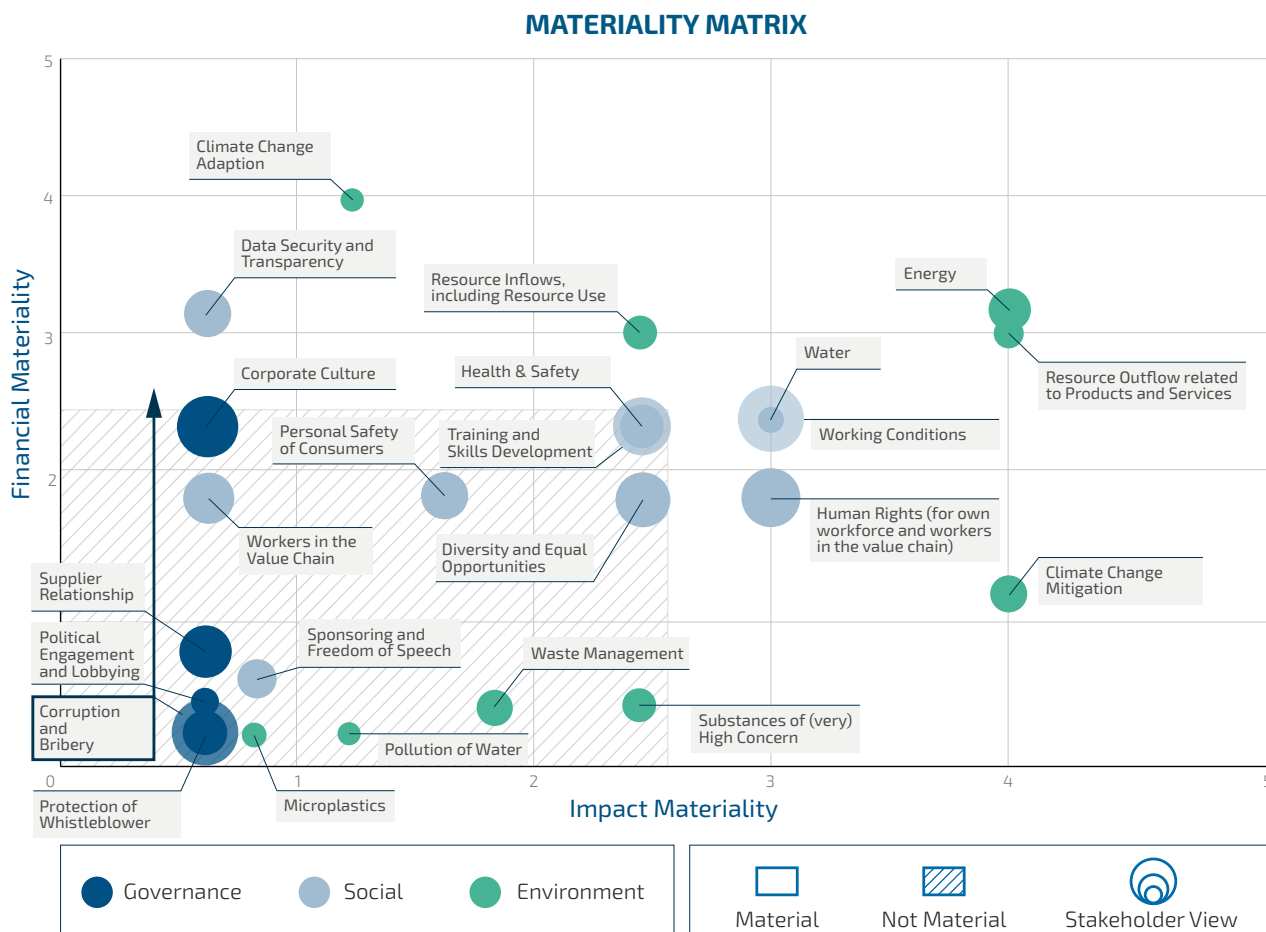 MATERIALITY MATRIX
5
Climate Change
Adaption
4
Data Security and
Transparency
Resource Inflows,
including Resource Use
Energy
3
Water
Health & Safety
Corporate Culture
Resource Outflow related
to Products and Services
Financial Materiality
Personal Safety
of Consumers
Training and
Skills Development
Working Conditions
2
Human Rights (for own
workforce and workers
in the value chain)
Workers in the
Value Chain
Diversity and Equal
Opportunities
Climate Change
Mitigation
Supplier
Relationship
Political
Engagement
and Lobbying
Sponsoring and
Freedom of Speech
Waste Management
Corruption
and
Bribery
Substances of (very)
High Concern
Pollution of Water
0
1
2
3
4
5
Protection of
Whistleblower
Microplastics
Impact Materiality
Governance
Social
Environment
Material
Not Material
Stakeholder View